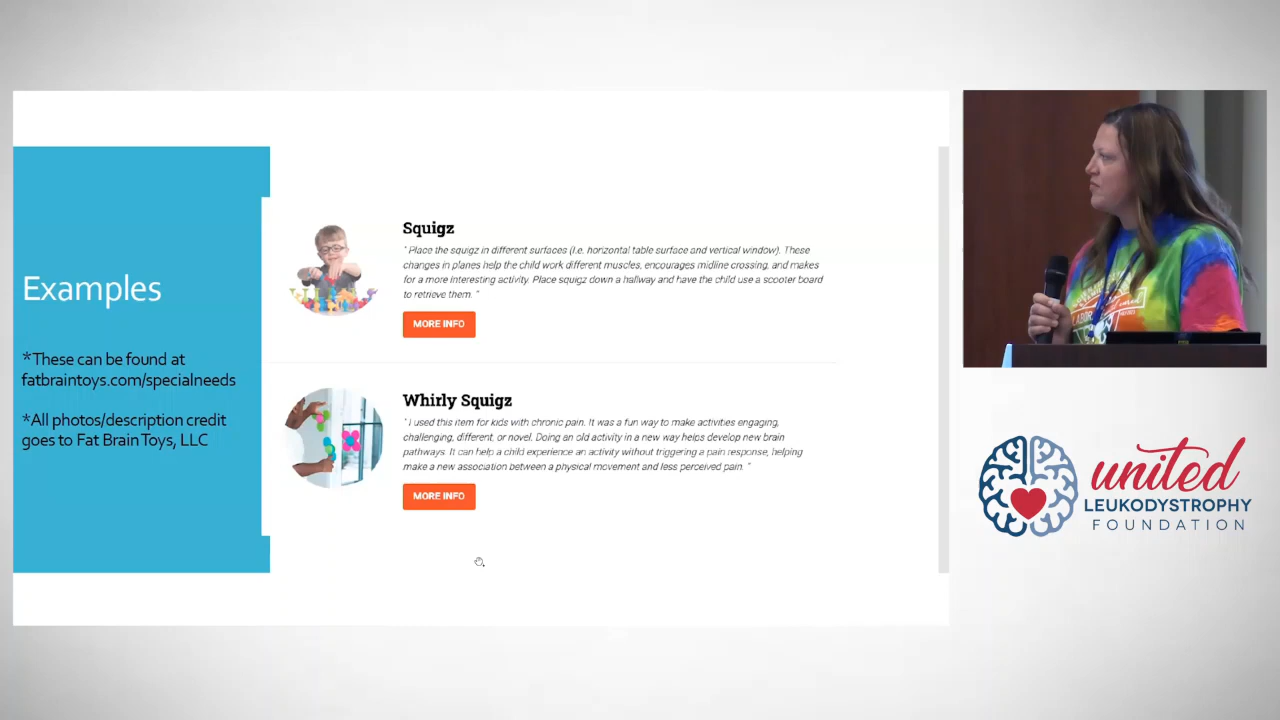 Examples
*These can be found at
fatbraintoys.com/specialneeds
*All photos/description credit
goes to Fat Brain Toys, LLC
Squigz
" Place the squigz in different surfaces (i.e. horizontal table surface and vertical window). These
changes in planes help the child work different muscles, encourages midline crossing, and makes
for a more interesting activity. Place squigz down a hallway and have the child use a scooter board
to retrieve them. "
MORE INFO
Whirly Squigz
" I used this item for kids with chronic pain. It was a fun way to make activities engaging,
challenging, different, or novel. Doing an old activity in a new way helps develop new brain
pathways. It can help a child experience an activity without triggering a pain response, helping
make a new association between a physical movement and less perceived pain. "
MORE INFO
united
LEUKODYSTROPHY
FOUNDATION